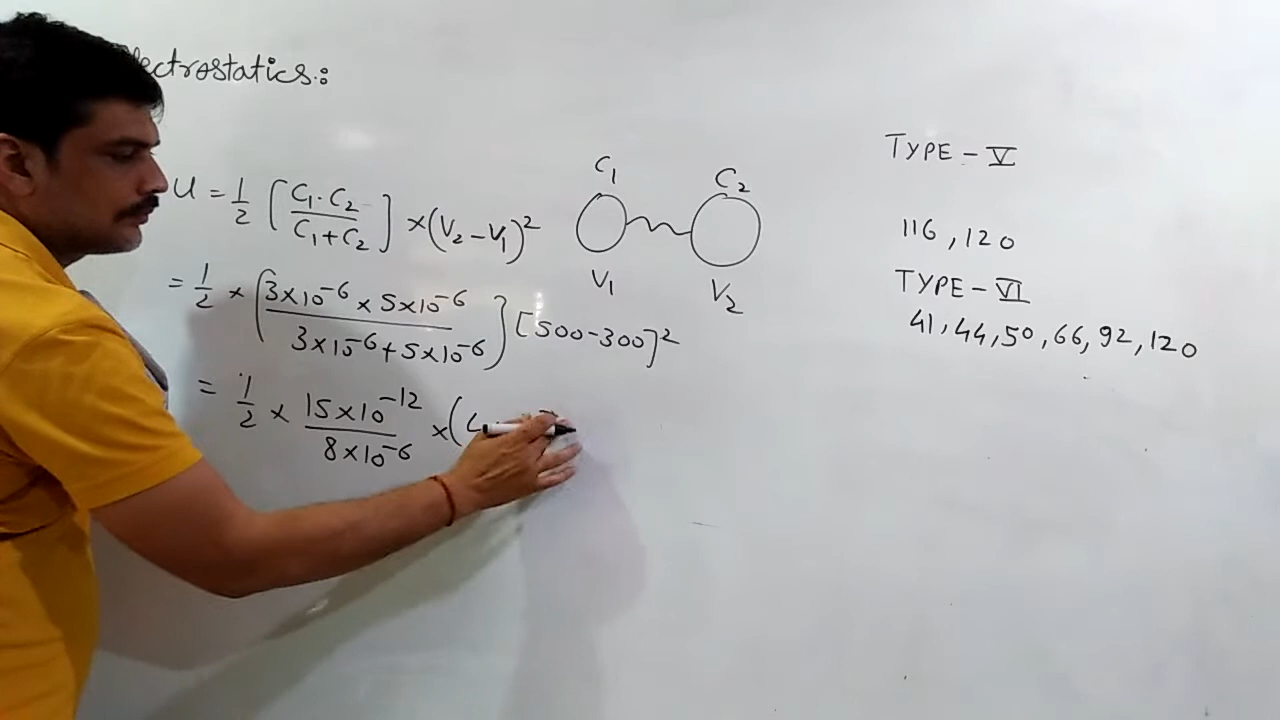 ectrostatics:
U = 1/2 [C₁·C₂ / C₁+C₂] × (V₂ - V₁)²
= 1/2 × (3×10⁻⁶ × 5×10⁻⁶ / 3×10⁻⁶ + 5×10⁻⁶) [500-300]²
= 1/2 × 15×10⁻¹² / 8×10⁻⁶ × (
C₁ C₂
V₁ V₂
TYPE - V
116, 120
TYPE - VI
41, 44, 50, 66, 92, 120